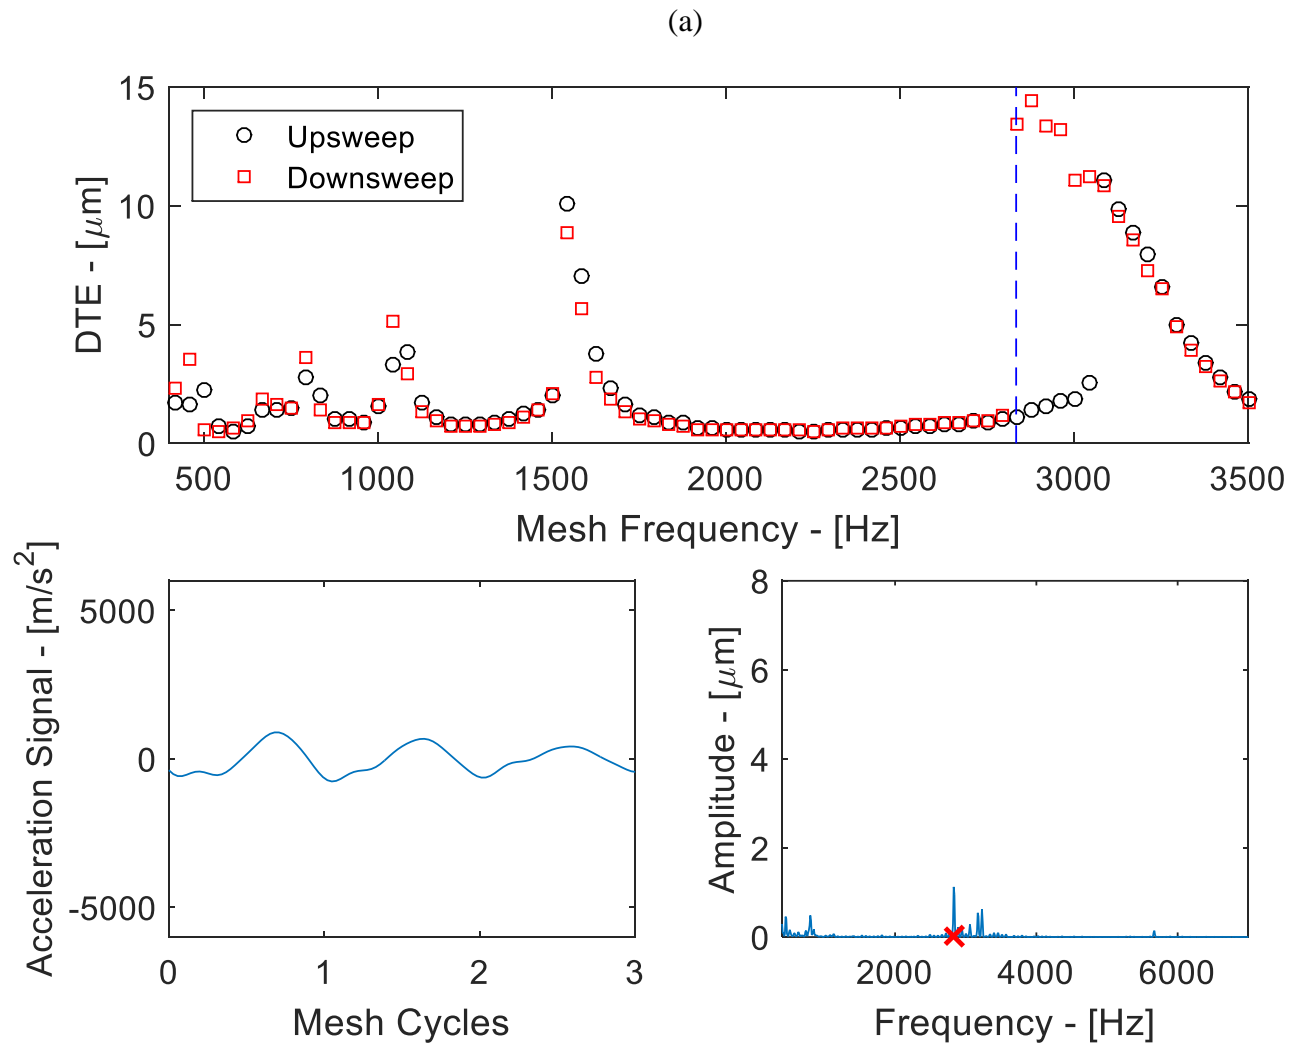 (a)
15
10
5
0
DTE - [μm]
Upsweep
Downsweep
500 1000 1500 2000 2500 3000 3500
Mesh Frequency - [Hz]
5000
0
-5000
Acceleration Signal - [m/s²]
0 1 2 3
Mesh Cycles
8
6
4
2
0
Amplitude - [μm]
2000 4000 6000
Frequency - [Hz]